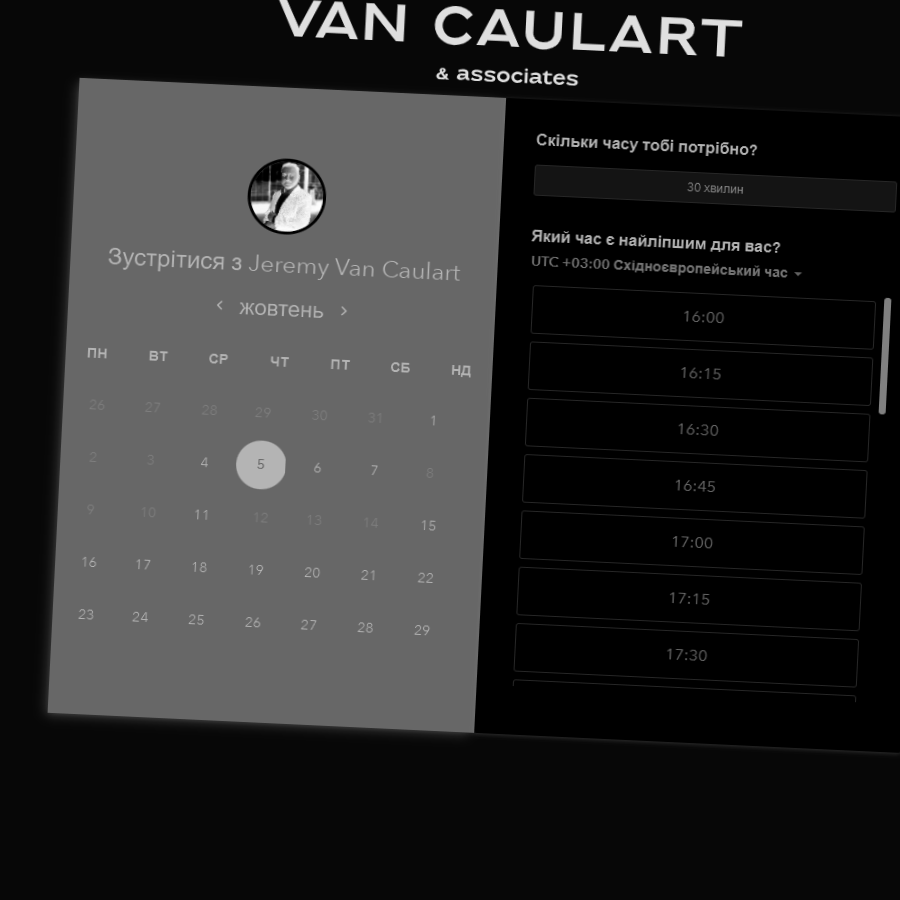 VAN CAULART
& associates
Зустрітися з Jeremy Van Caulart
жовтень
ПН ВТ СР ЧТ ПТ СБ НД
26 27 28 29 30 31 1
2 3 4 5 6 7 8
9 10 11 12 13 14 15
16 17 18 19 20 21 22
23 24 25 26 27 28 29
Скільки часу тобі потрібно?
30 хвилин
Який час є найліпшим для вас?
UTC +03:00 Східноєвропейський час
16:00
16:15
16:30
16:45
17:00
17:15
17:30